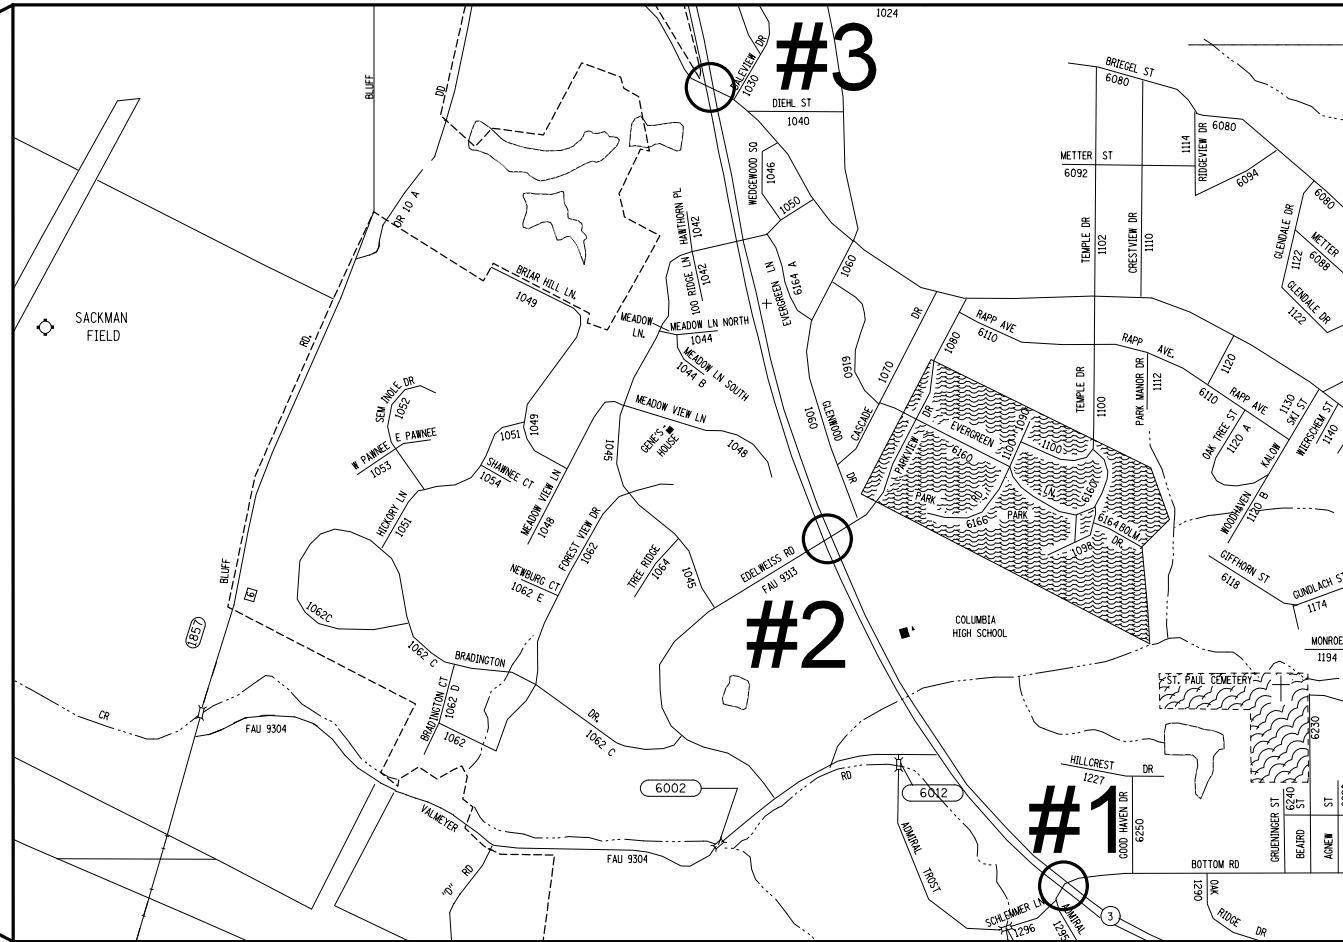 1024
#3
DALEVIEW DR
1030
BLUFF
DD
DIEHL ST
1040
BRIEGEL ST
6080
6080
1114
RIDGEVIEW DR
METTER ST
6092
6094
6080
WEDGEWOOD SQ
1046
1050
HAWTHORN PL
1042
OR 10 A
TEMPLE DR
1102
CRESTVIEW DR
1110
GLENDALE DR
1122
METTER
6088
GLENDALE DR
1122
1060
EVERGREEN LN
6164 A
100 RIDGE LN
1042
BRIAR HILL LN.
1049
SACKMAN
FIELD
MEADOW
LN.
MEADOW LN NORTH
1044
MEADOW LN SOUTH
1044 B
RD.
DR
1080
RAPP AVE
6110
RAPP AVE.
1120
6160
1070
TEMPLE DR
1100
PARK MANOR DR
1112
6110
RAPP AVE
1130
SKI ST
WIERSCHEM ST
1140
SEMINOLE DR
1052
MEADOW VIEW LN
1048
GENE'S
HOUSE
1060
GLENWOOD
CASCADE
DR
W PAWNEE E PAWNEE
1053
1051
1049
1045
SHAWNEE CT
1054
PARKVIEW
DR
EVERGREEN
6160
1090
1100
1100
LN.
6160
PARK
RD
6166
PARK
6164
BOLM
DR.
1098
OAK TREE ST
1120 A
KALOW
WOODHAVEN
1120 B
HICKORY LN
1051
MEADOW VIEW LN
1048
FOREST VIEW DR
1062
TREE RIDGE
1064
1045
EDELWEISS RD
FAU 9313
NEWBURG CT
1062 E
GIFFHORN ST
6118
GUNDLACH ST
1174
BLUFF
6
1857
1062C
#2
COLUMBIA
HIGH SCHOOL
MONROE
1194
1062 C
BRADINGTON
BRADINGTON CT
1062 D
1062
DR.
1062 C
ST. PAUL CEMETERY
6230
CR
FAU 9304
VALMEYER
6002
RD
6012
HILLCREST DR
1227
#1
GOOD HAVEN DR
6250
GRUENINGER ST
6240
BEAIRD ST
AGNEW ST
FAU 9304
"D" RD
ADMIRAL
TROST
BOTTOM RD
SCHLEMMER LN
1296
ADMIRAL
1295
3
1290
OAK
RIDGE DR